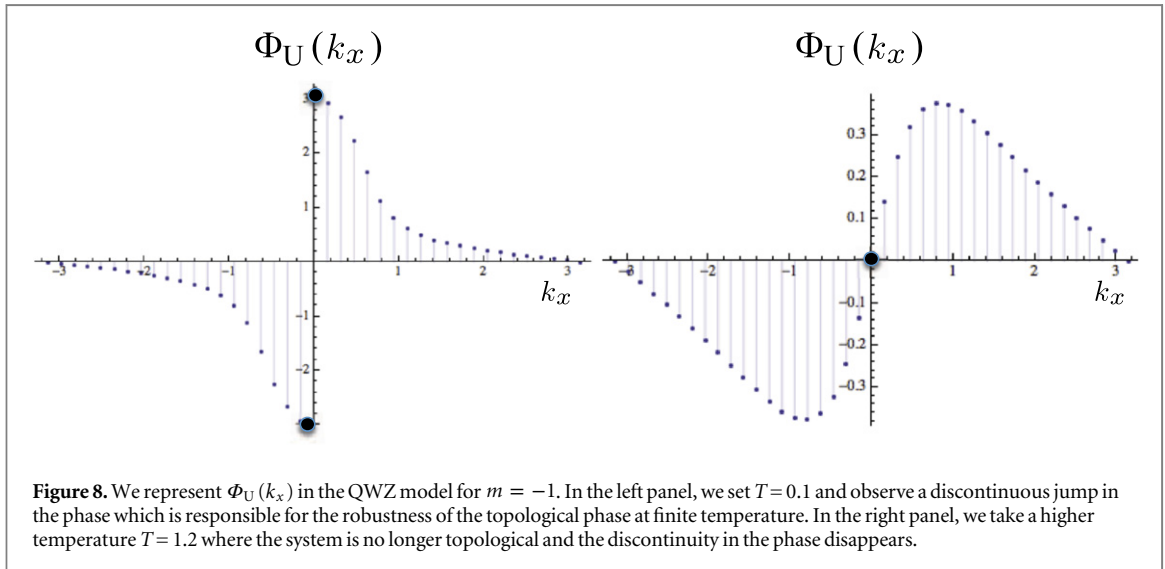 Φ_U(k_x) Φ_U(k_x)
3
2 0.3
1 0.2
0.1
-3 -2 -1 1 2 3 -3 -2 -1 1 2 3
k_x k_x
-1 -0.1
-2 -0.2
-0.3
Figure 8. We represent Φ_U(k_x) in the QWZ model for m = −1. In the left panel, we set T = 0.1 and observe a discontinuous jump in
the phase which is responsible for the robustness of the topological phase at finite temperature. In the right panel, we take a higher
temperature T = 1.2 where the system is no longer topological and the discontinuity in the phase disappears.